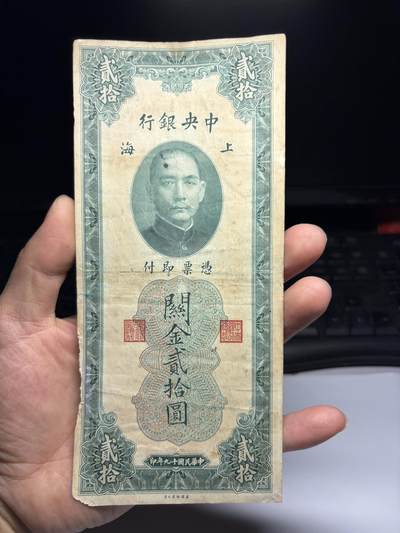 貳拾
貳拾
中央銀行
上海
憑票即付
關金貳拾圓
貳拾
貳拾
中華民國十九年印